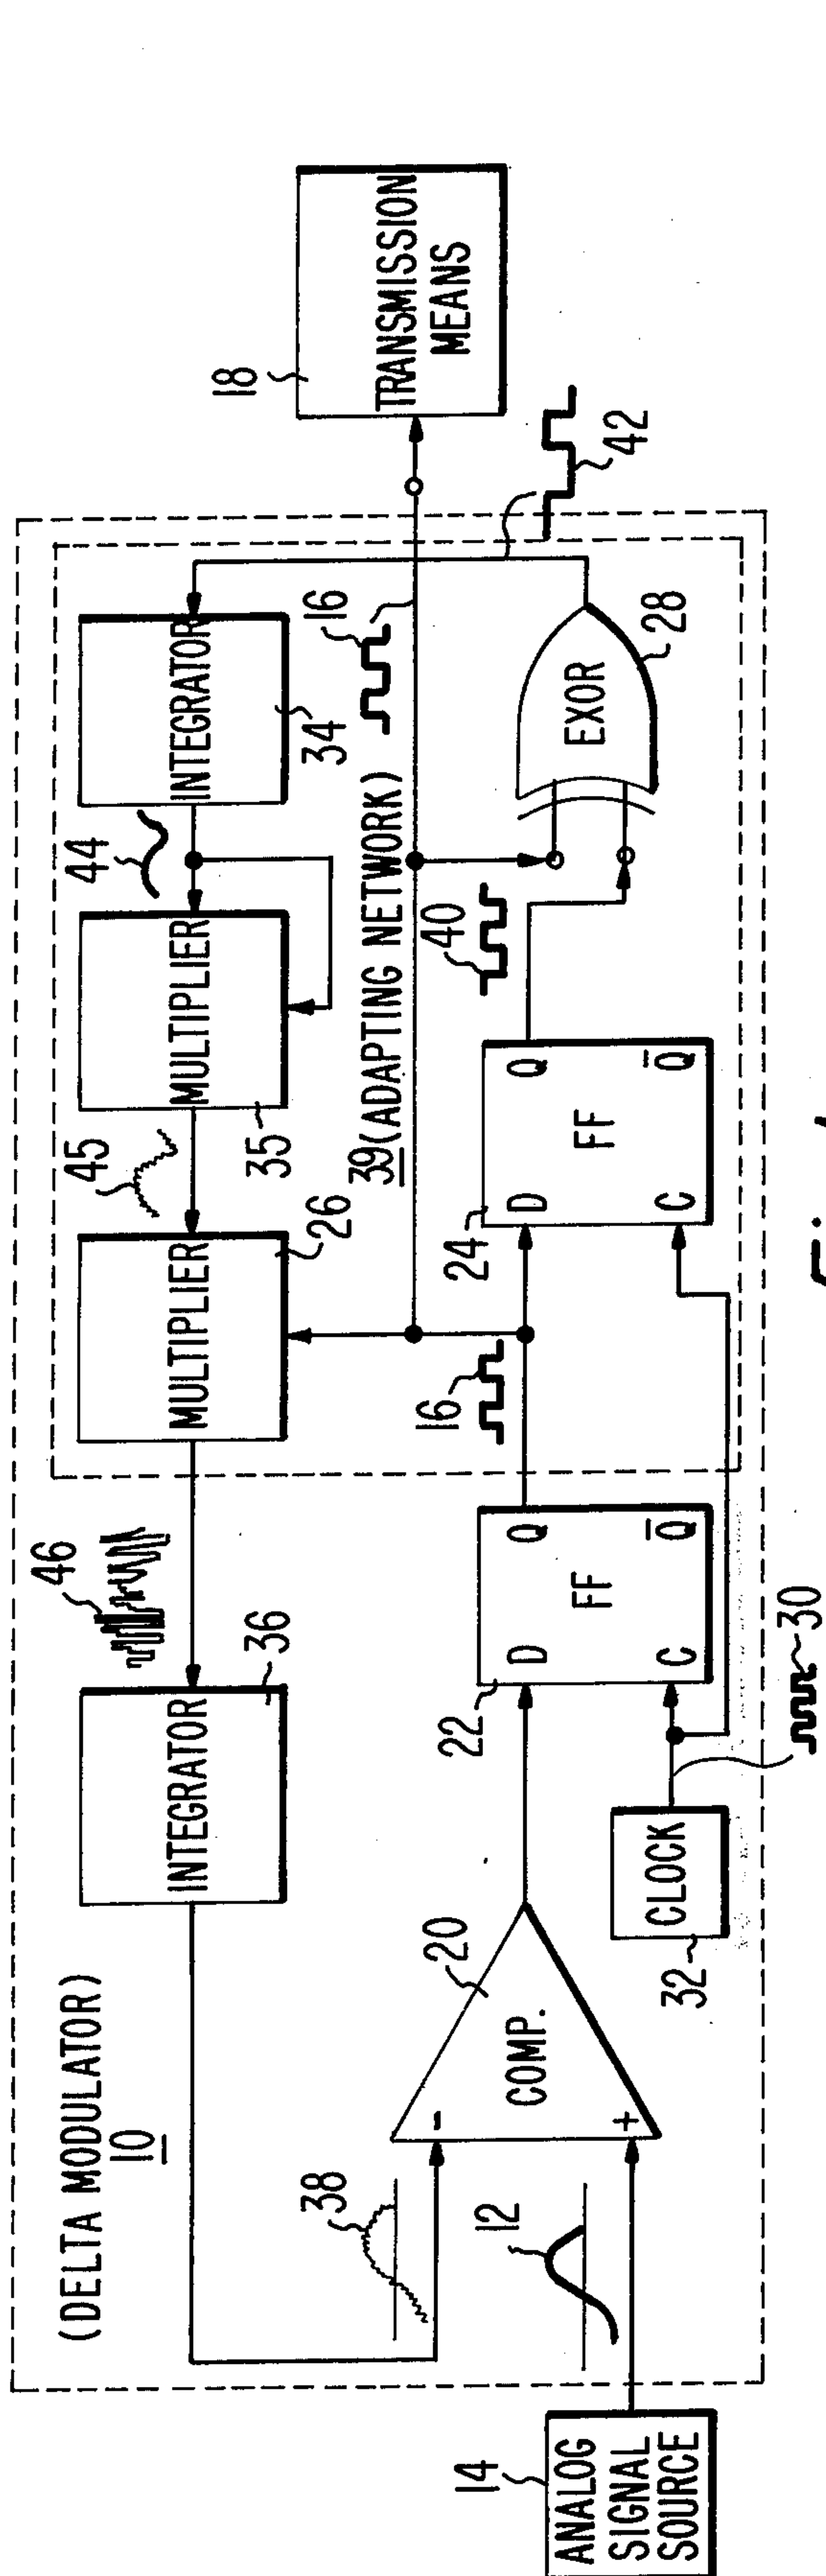 (DELTA MODULATOR)
10
46
45
44
INTEGRATOR
36
MULTIPLIER
26
MULTIPLIER
35
INTEGRATOR
34
39 (ADAPTING NETWORK)
16
18
TRANSMISSION
MEANS
38
12
14
ANALOG
SIGNAL
SOURCE
-
+
COMP.
20
22
D
Q
FF
C
Q̅
16
24
D
Q
FF
C
Q̅
40
EXOR
28
42
CLOCK
32
30